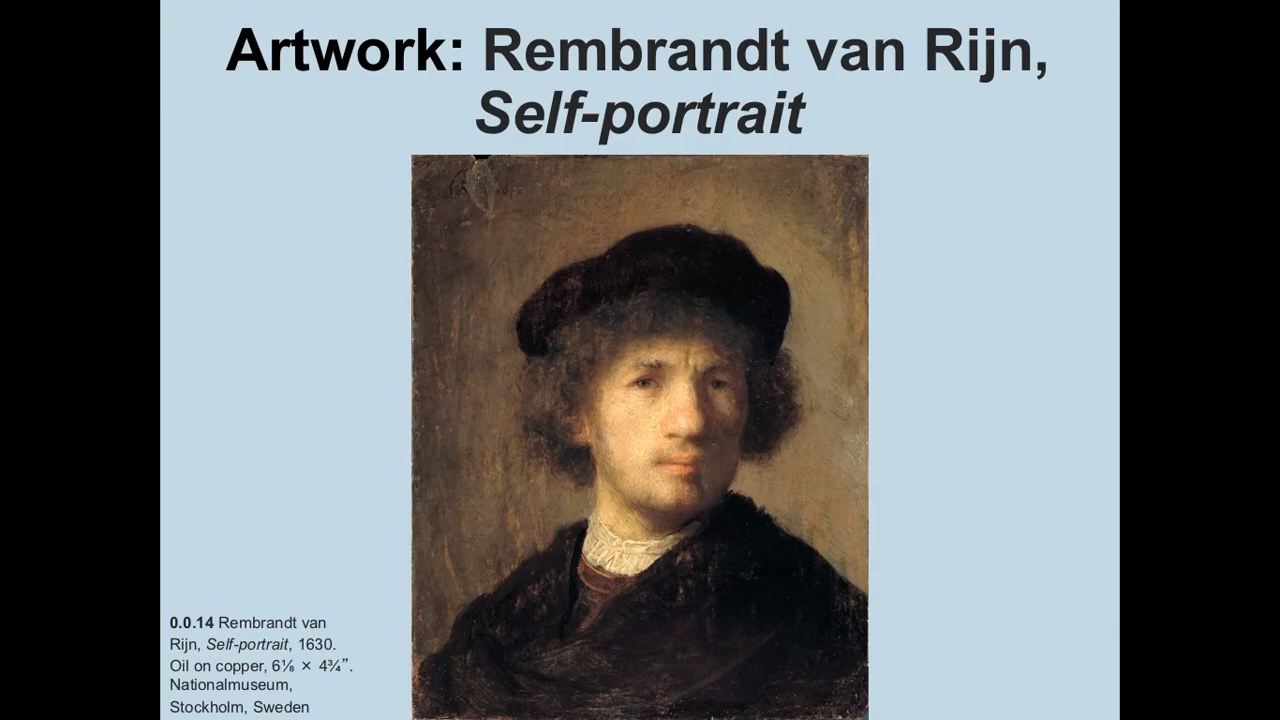 Artwork: Rembrandt van Rijn,
Self-portrait
0.0.14 Rembrandt van
Rijn, Self-portrait, 1630.
Oil on copper, 6⅛ × 4¾”.
Nationalmuseum,
Stockholm, Sweden